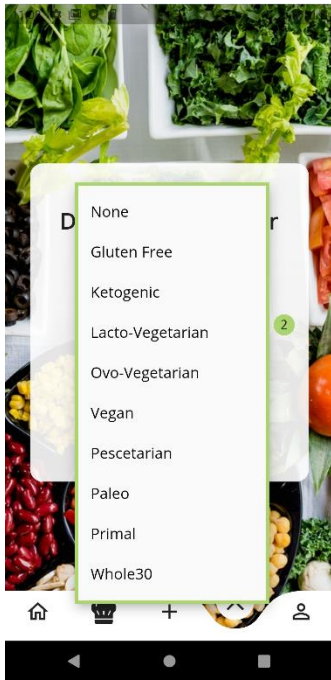 D r
None
Gluten Free
Ketogenic
Lacto-Vegetarian
2
Ovo-Vegetarian
Vegan
Pescetarian
Paleo
Primal
Whole30